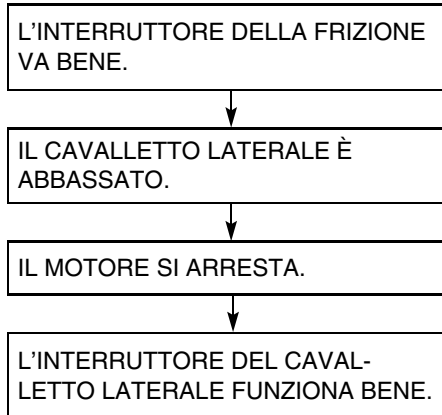 L'INTERRUTTORE DELLA FRIZIONE
VA BENE.
IL CAVALLETTO LATERALE È
ABBASSATO.
IL MOTORE SI ARRESTA.
L'INTERRUTTORE DEL CAVAL-
LETTO LATERALE FUNZIONA BENE.